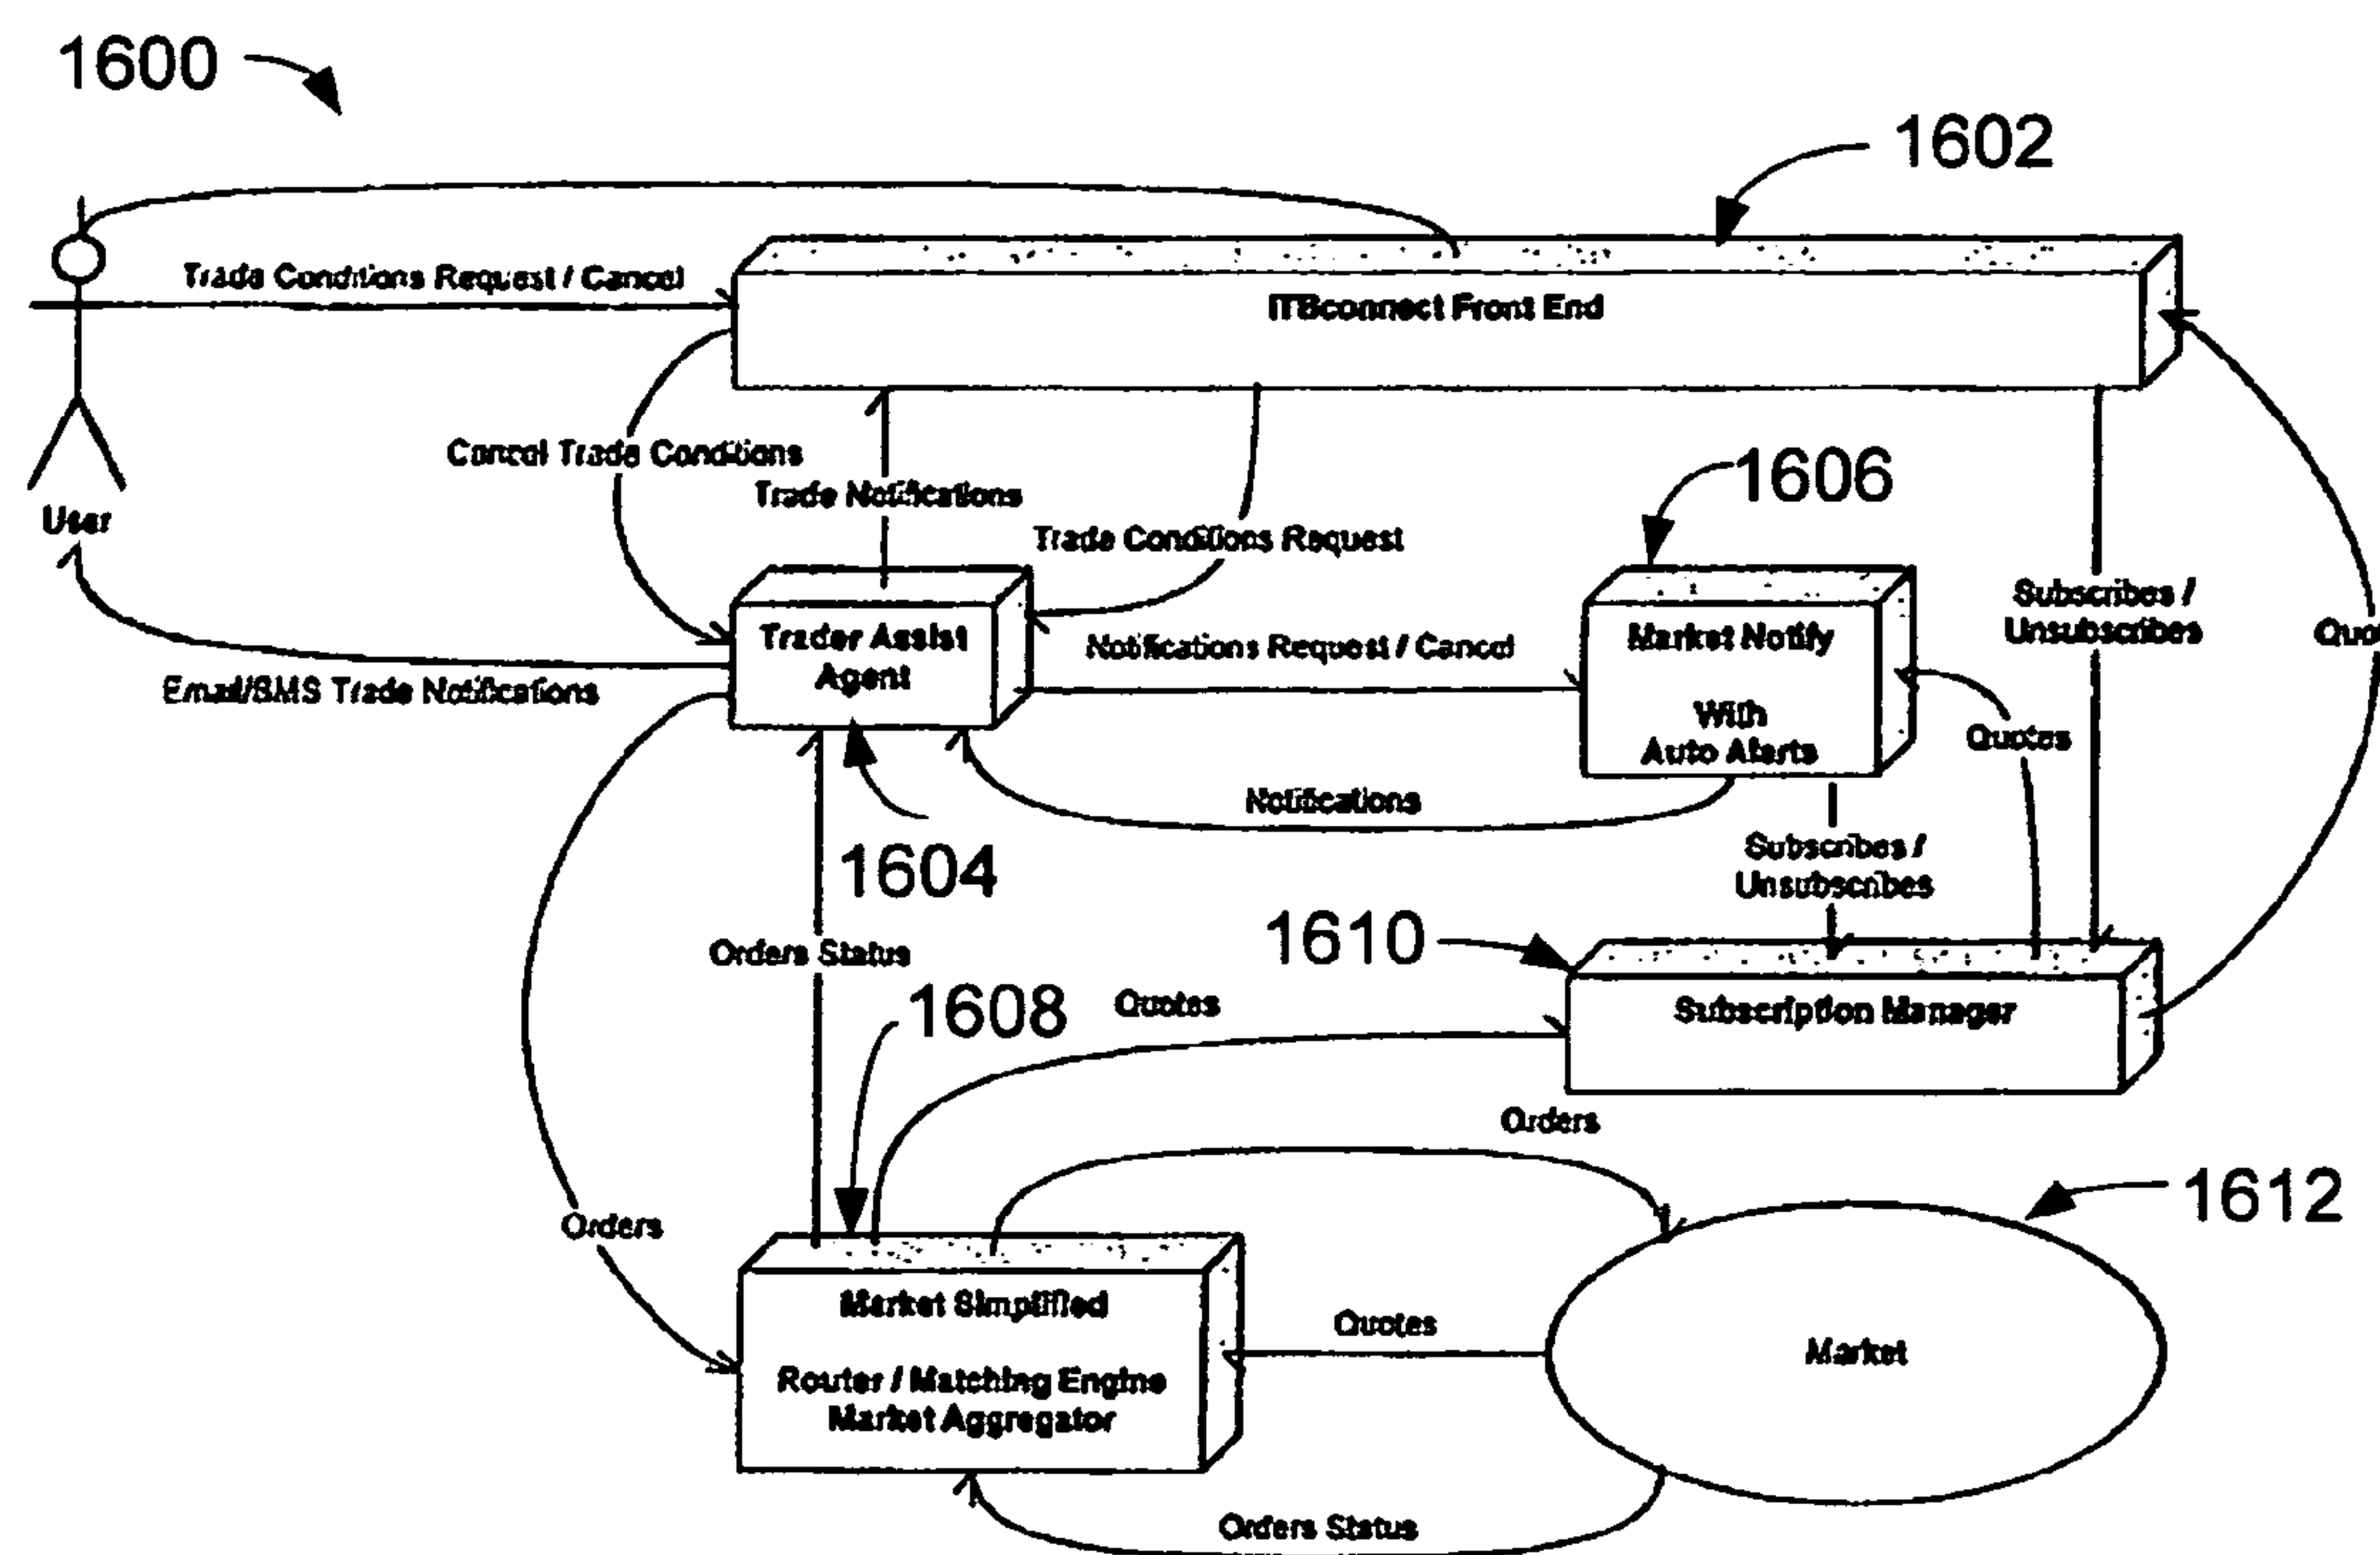 1600
1602
Trade Conditions Request / Cancel
ITBconnect Front End
Cancel Trade Conditions
1606
Trade Notifications
User
Trade Conditions Request
Subscribes /
Unsubscribes
Trader Assist
Agent
Notifications Request / Cancel
Market Notify
With
Auto Alerts
Email/SMS Trade Notifications
Quotes
Notifications
1604
Subscribes /
Unsubscribes
Orders Status
1610
1608
Quotes
Subscription Manager
Orders
1612
Orders
Market Simplified
Router / Matching Engine
Market Aggregator
Quotes
Market
Orders Status